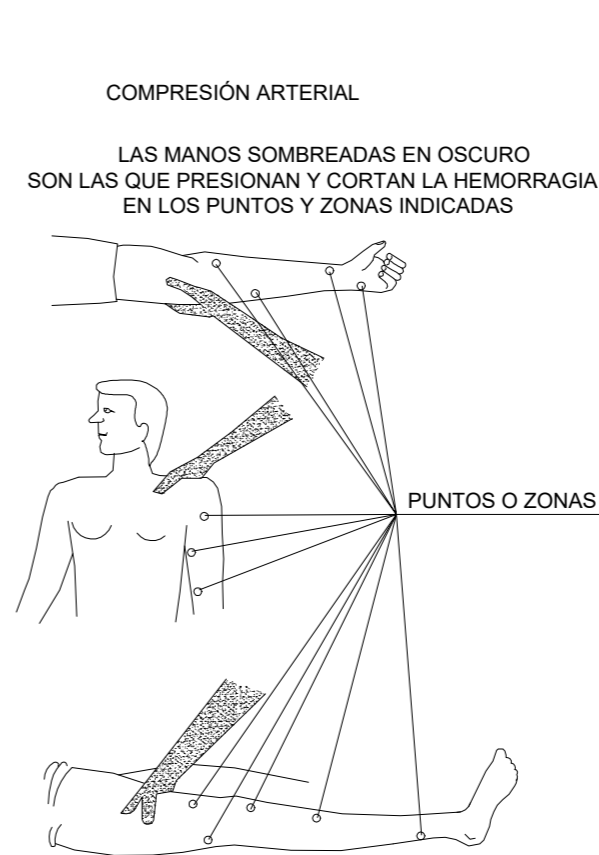 COMPRESIÓN ARTERIAL
LAS MANOS SOMBREADAS EN OSCURO
SON LAS QUE PRESIONAN Y CORTAN LA HEMORRAGIA
EN LOS PUNTOS Y ZONAS INDICADAS
PUNTOS O ZONAS